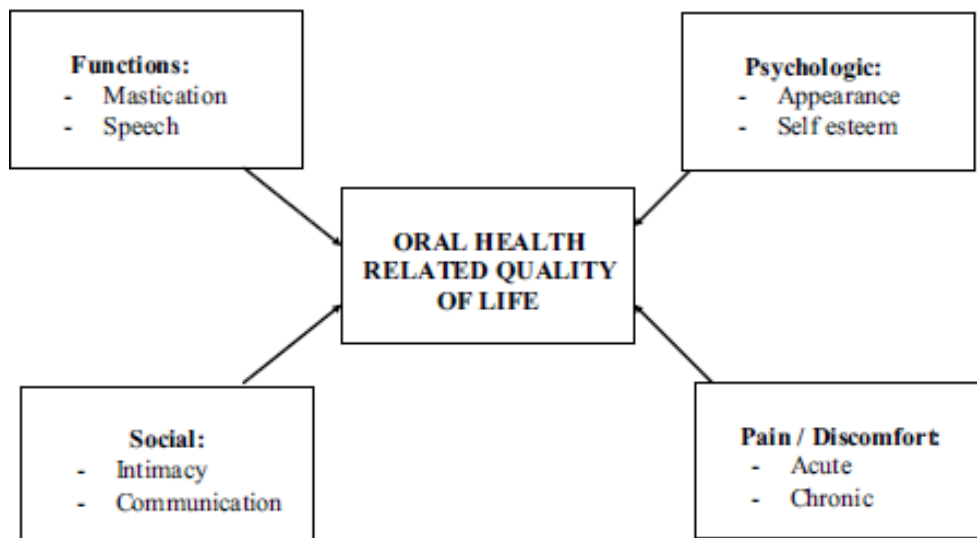 Functions:
- Mastication
- Speech
Psychologic:
- Appearance
- Self esteem
ORAL HEALTH
RELATED QUALITY
OF LIFE
Social:
- Intimacy
- Communication
Pain / Discomfort:
- Acute
- Chronic